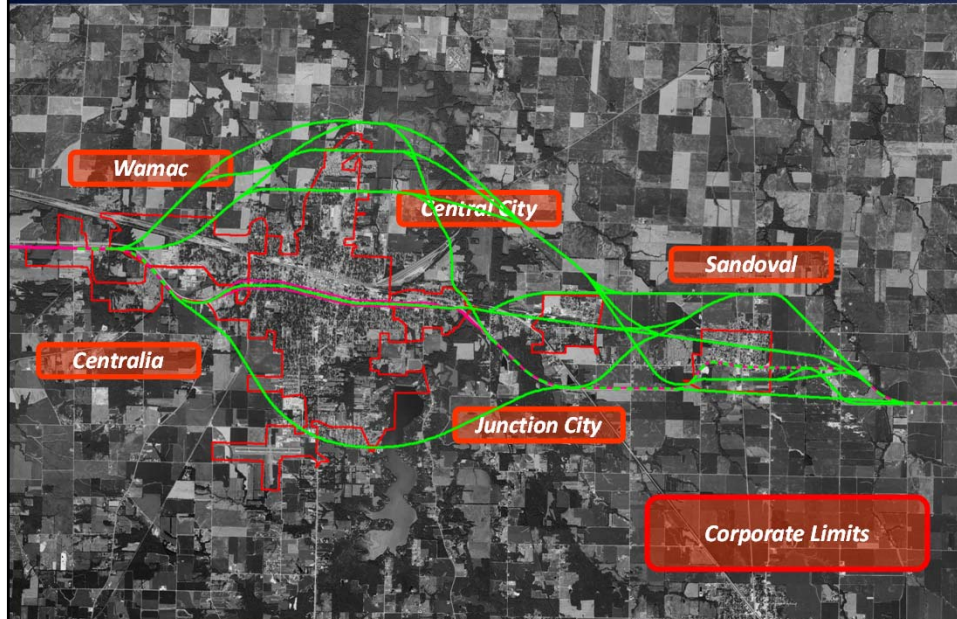 Wamac
Central City
Sandoval
Centralia
Junction City
Corporate Limits